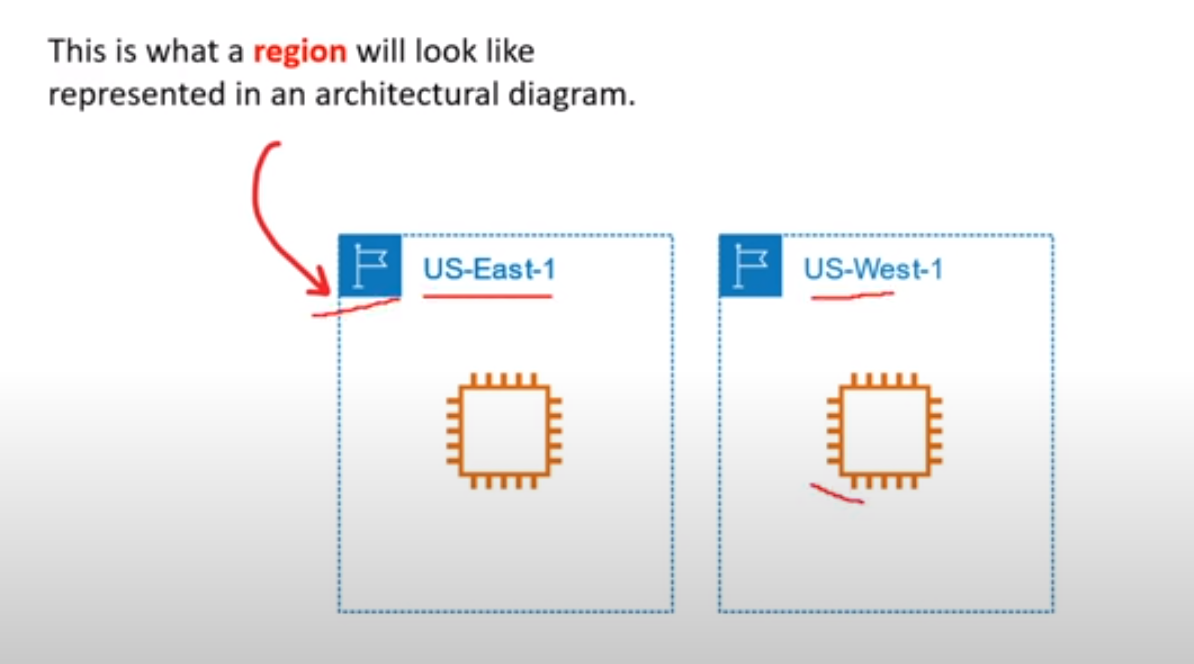 This is what a region will look like
represented in an architectural diagram.
US-East-1
US-West-1